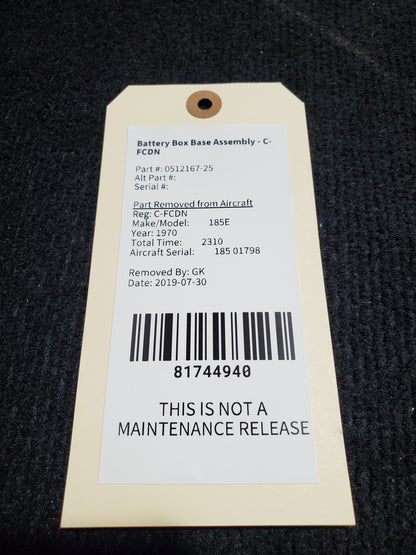 Battery Box Base Assembly - C-
FCDN
Part #: 0512167-25
Alt Part #:
Serial #:
Part Removed from Aircraft
Reg: C-FCDN
Make/Model: 185E
Year: 1970
Total Time: 2310
Aircraft Serial: 185 01798
Removed By: GK
Date: 2019-07-30
81744940
THIS IS NOT A
MAINTENANCE RELEASE